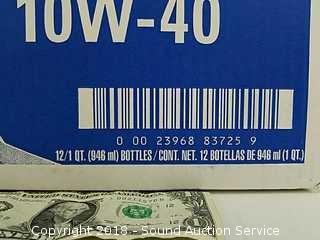 10W-40
0 00 23968 83725 9
12/1 QT. (946 ml) BOTTLES/CONT. NET. 12 BOTELLAS DE 946 ml (1 QT.)
Copyright 2018 - Sound Auction Service